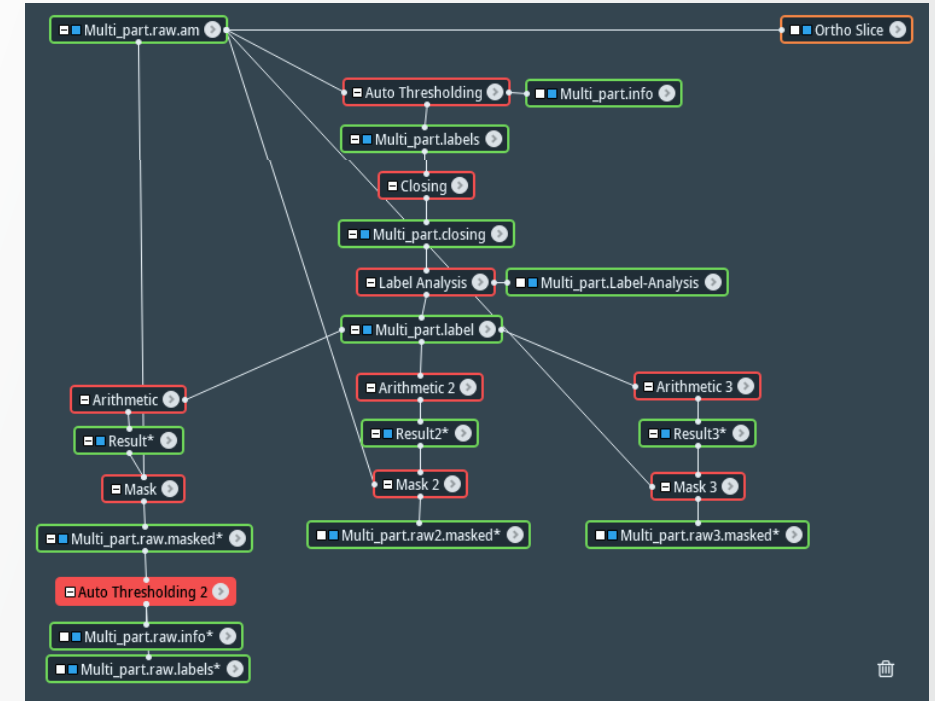 Multi_part.raw.am
Ortho Slice
Auto Thresholding
Multi_part.info
Multi_part.labels
Closing
Multi_part.closing
Label Analysis
Multi_part.Label-Analysis
Multi_part.label
Arithmetic
Arithmetic 2
Arithmetic 3
Result*
Result2*
Result3*
Mask
Mask 2
Mask 3
Multi_part.raw.masked*
Multi_part.raw2.masked*
Multi_part.raw3.masked*
Auto Thresholding 2
Multi_part.raw.info*
Multi_part.raw.labels*